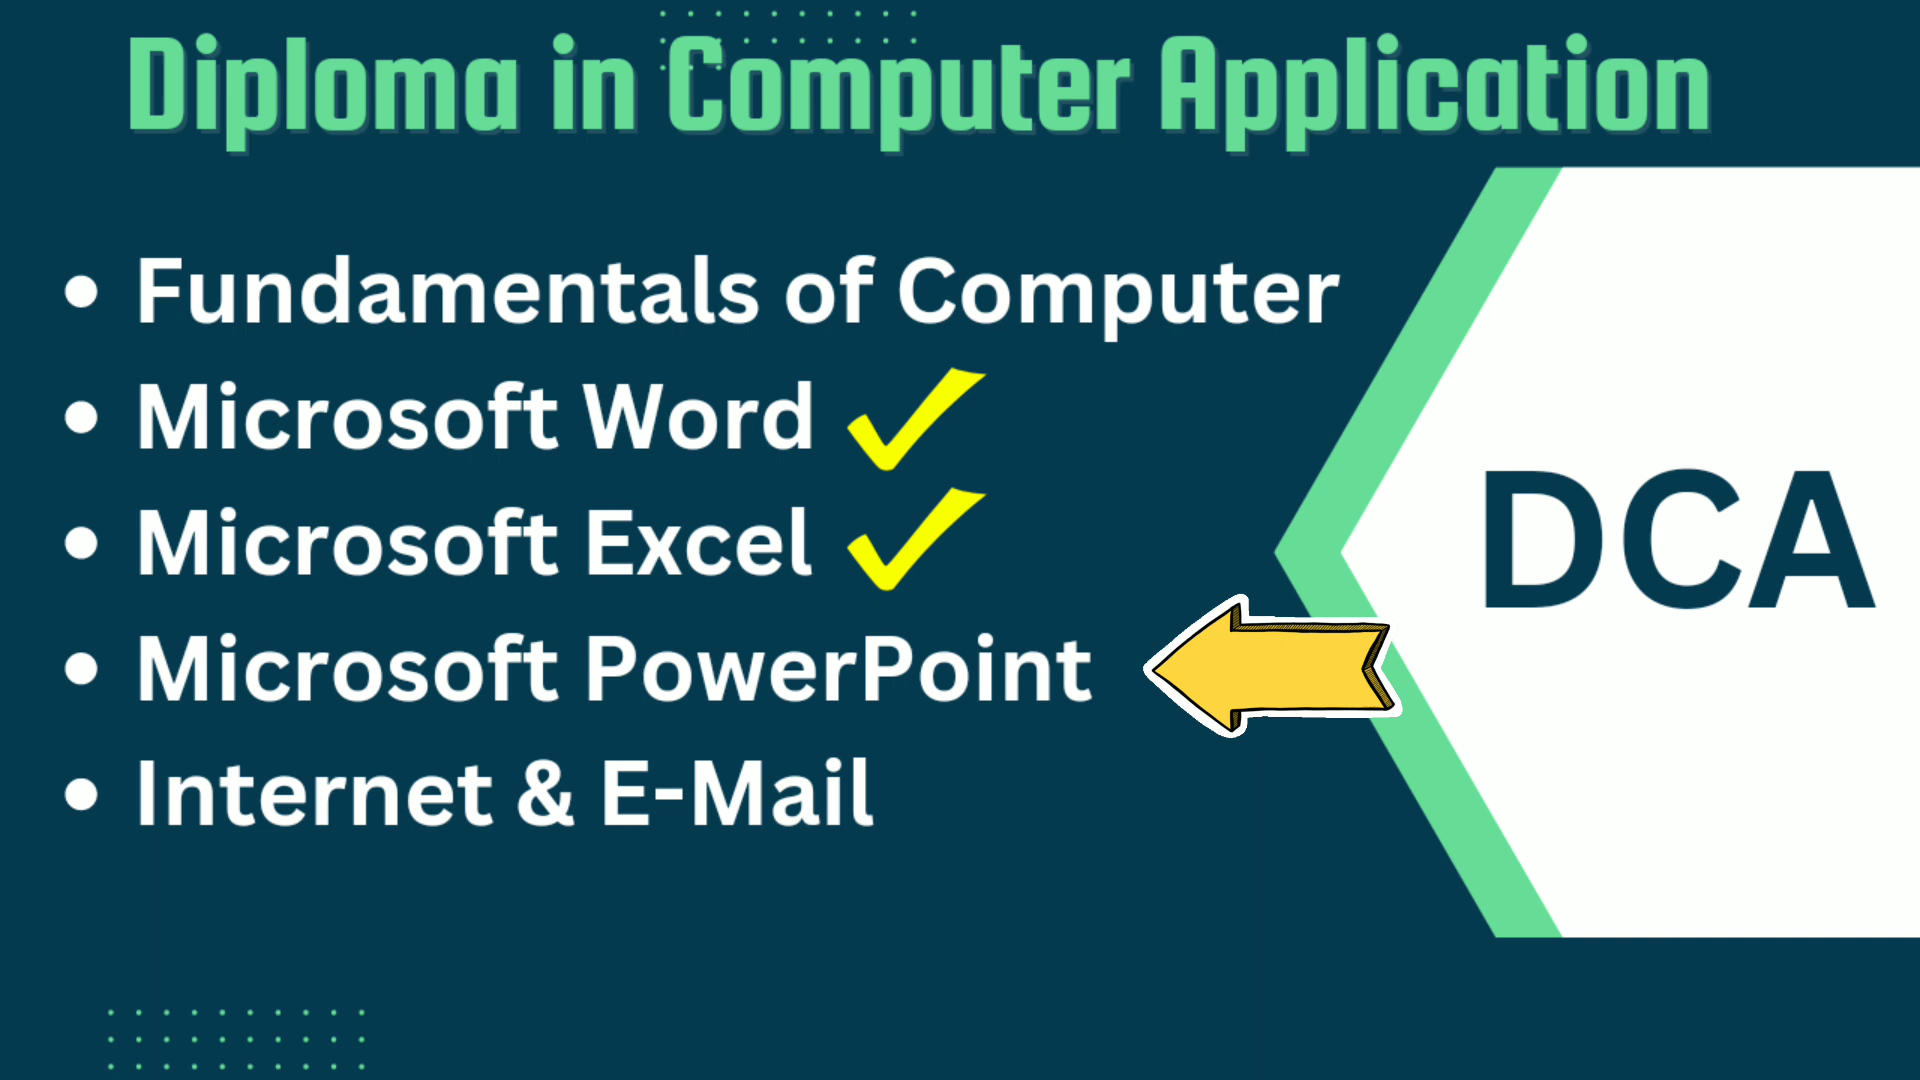 Diploma in Computer Application
• Fundamentals of Computer
• Microsoft Word ✓
• Microsoft Excel ✓
• Microsoft PowerPoint
• Internet & E-Mail
DCA